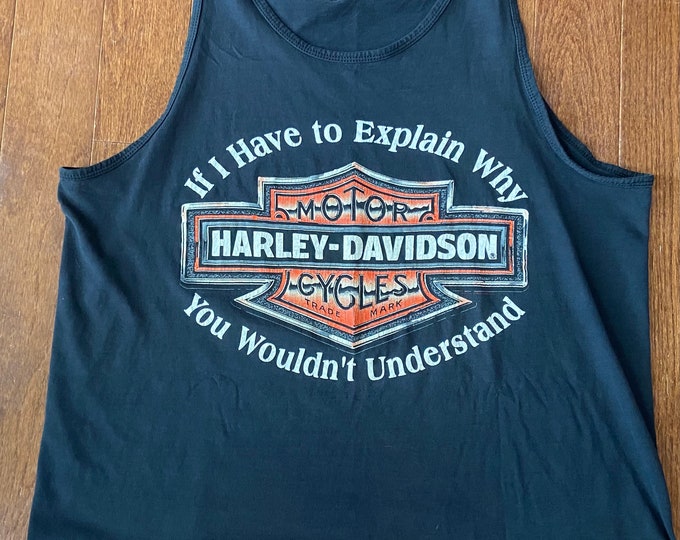 If I Have to Explain Why
MOTOR
HARLEY-DAVIDSON
CYCLES
TRADE MARK
You Wouldn't Understand